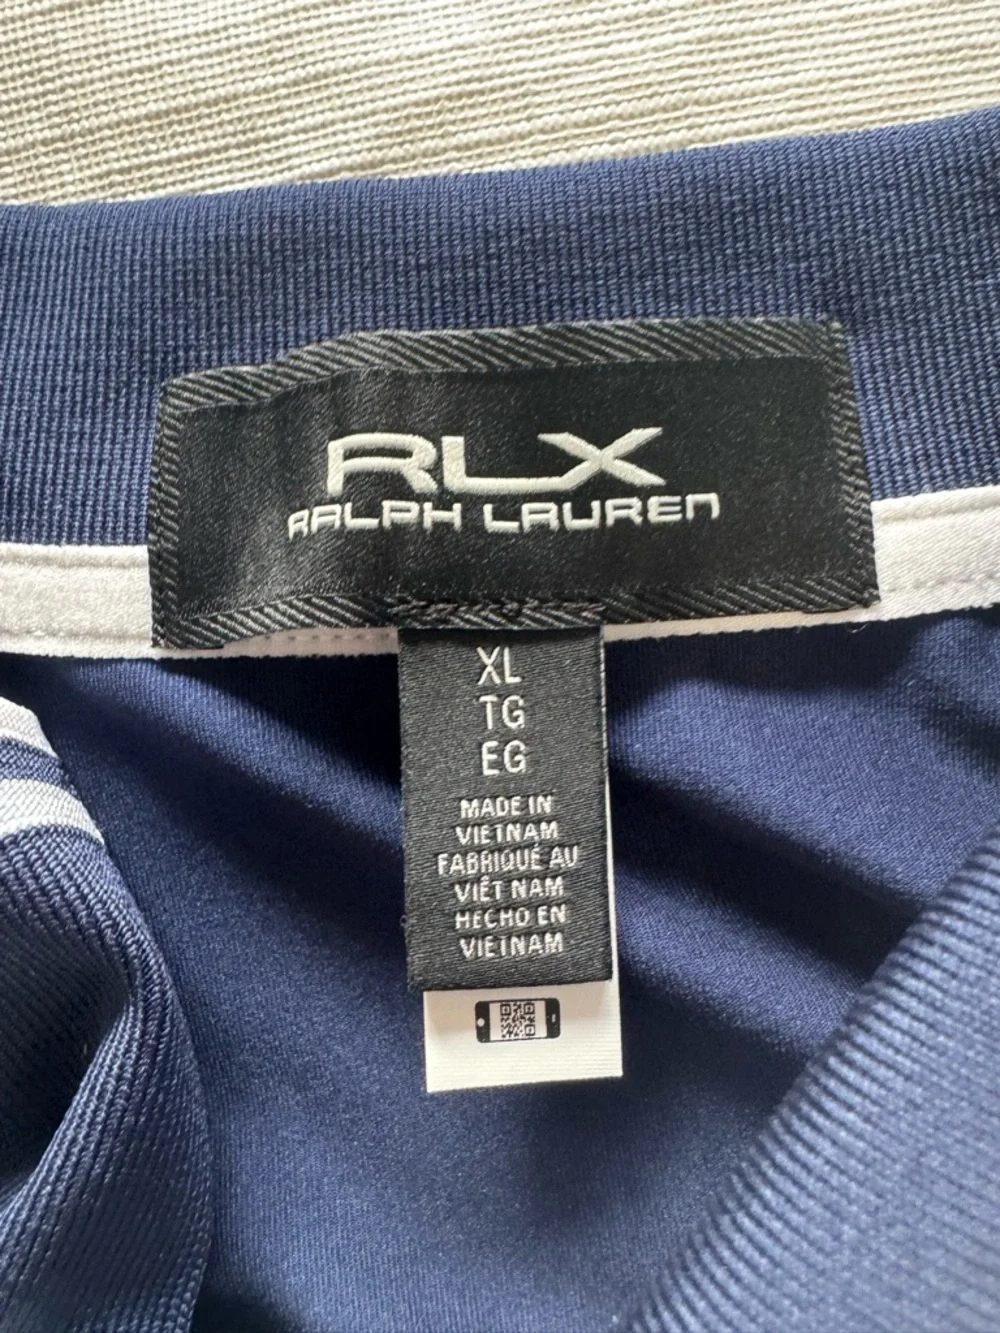 RLX
RALPH LAUREN
XL
TG
EG
MADE IN
VIETNAM
FABRIQUÉ AU
VIÊT NAM
HECHO EN
VIETNAM